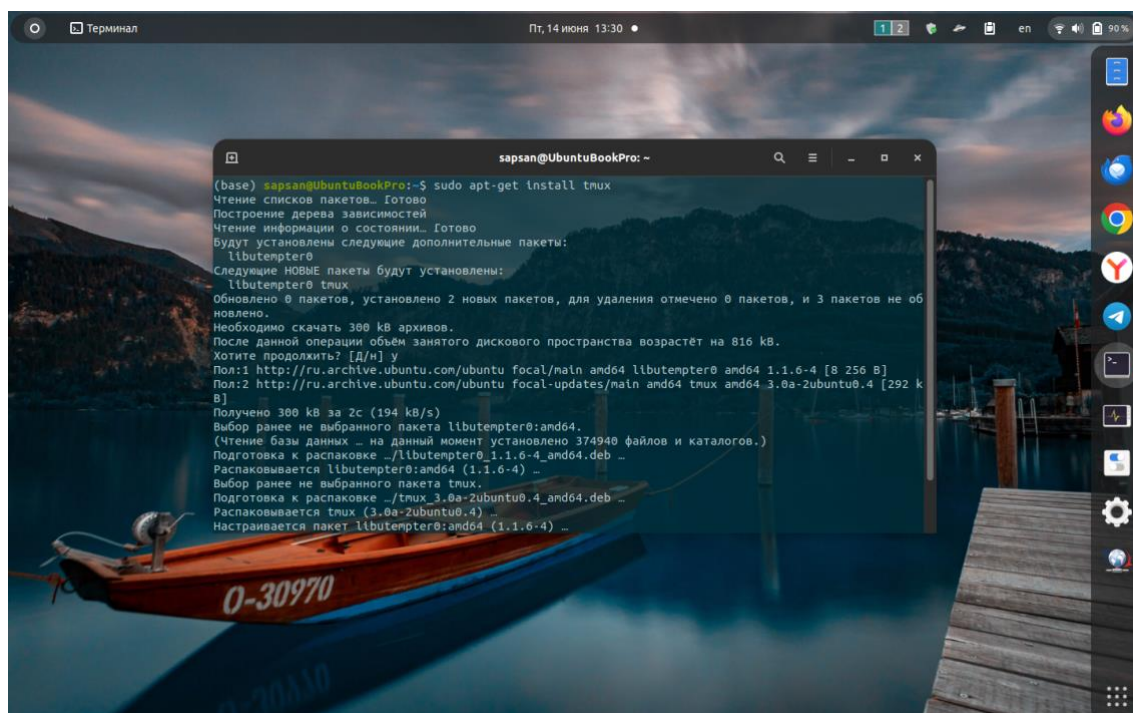 Терминал
Пт, 14 июня 13:30
1 2
en
90 %
sapsan@UbuntuBookPro: ~
(base) sapsan@UbuntuBookPro:~$ sudo apt-get install tmux
Чтение списков пакетов… Готово
Построение дерева зависимостей
Чтение информации о состоянии… Готово
Будут установлены следующие дополнительные пакеты:
libutempter0
Следующие НОВЫЕ пакеты будут установлены:
libutempter0 tmux
Обновлено 0 пакетов, установлено 2 новых пакетов, для удаления отмечено 0 пакетов, и 3 пакетов не об
новлено.
Необходимо скачать 300 kB архивов.
После данной операции объём занятого дискового пространства возрастёт на 816 kB.
Хотите продолжить? [Д/н] y
Пол:1 http://ru.archive.ubuntu.com/ubuntu focal/main amd64 libutempter0 amd64 1.1.6-4 [8 256 B]
Пол:2 http://ru.archive.ubuntu.com/ubuntu focal-updates/main amd64 tmux amd64 3.0a-2ubuntu0.4 [292 k
B]
Получено 300 kB за 2с (194 kB/s)
Выбор ранее не выбранного пакета libutempter0:amd64.
(Чтение базы данных … на данный момент установлено 374940 файлов и каталогов.)
Подготовка к распаковке …/libutempter0_1.1.6-4_amd64.deb …
Распаковывается libutempter0:amd64 (1.1.6-4) …
Выбор ранее не выбранного пакета tmux.
Подготовка к распаковке …/tmux_3.0a-2ubuntu0.4_amd64.deb …
Распаковывается tmux (3.0a-2ubuntu0.4) …
Настраивается пакет libutempter0:amd64 (1.1.6-4) …
O-30970